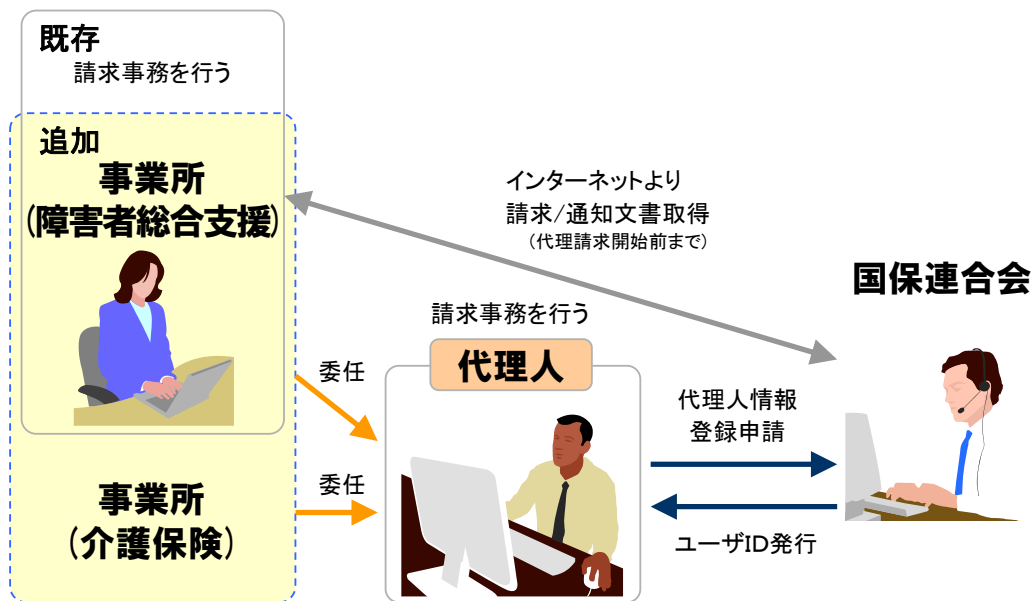 既存
請求事務を行う
追加
事業所
(障害者総合支援)
インターネットより
請求/通知文書取得
(代理請求開始前まで)
国保連合会
請求事務を行う
代理人
委任
代理人情報
登録申請
委任
事業所
(介護保険)
ユーザID発行